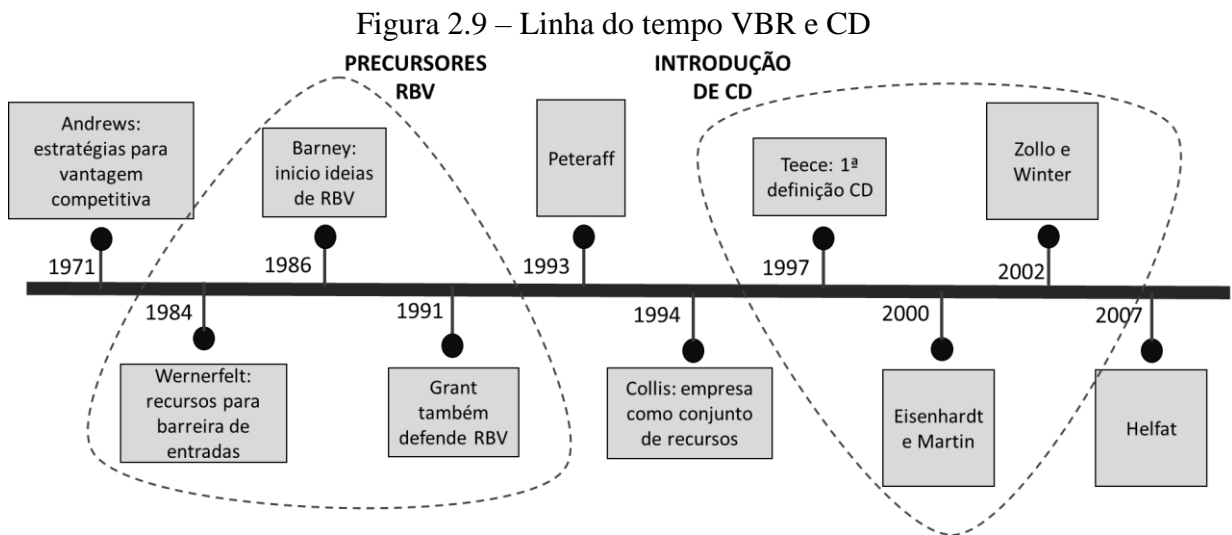 Figura 2.9 – Linha do tempo VBR e CD
PRECURSORES
RBV
INTRODUÇÃO
DE CD
Andrews:
estratégias para
vantagem
competitiva
Barney:
inicio ideias
de RBV
Peteraff
Teece: 1ª
definição CD
Zollo e
Winter
1971
1986
1993
1997
2002
1984
1991
1994
2000
2007
Wernerfelt:
recursos para
barreira de
entradas
Grant
também
defende RBV
Collis: empresa
como conjunto
de recursos
Eisenhardt
e Martin
Helfat